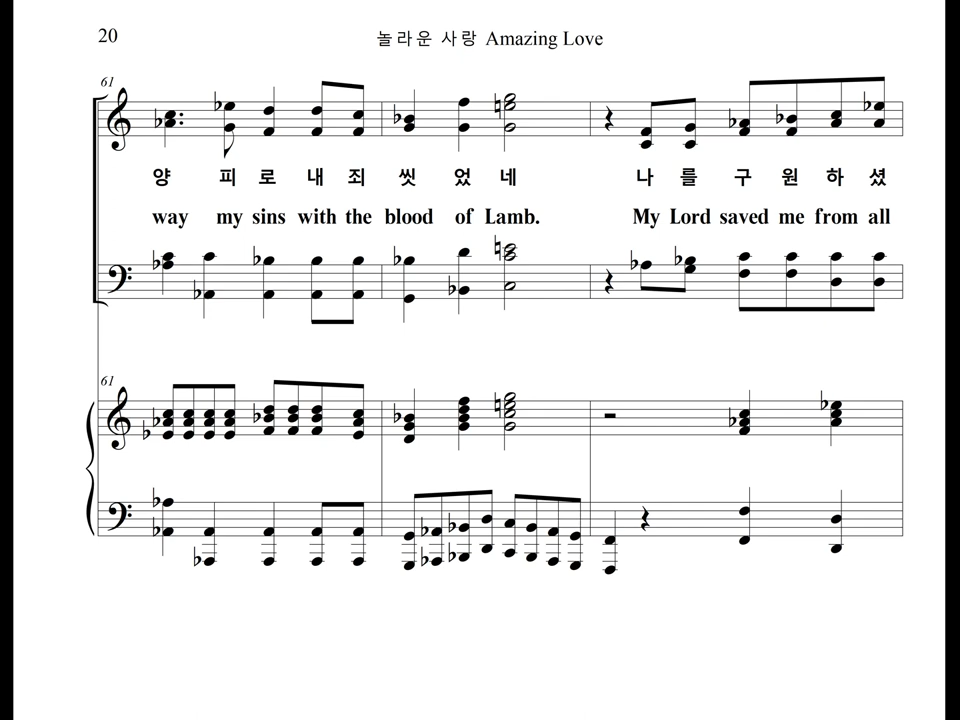 20
놀라운 사랑 Amazing Love
61
양 피 로 내 죄 씻 었 네 나 를 구 원 하 셨
way my sins with the blood of Lamb. My Lord saved me from all
61